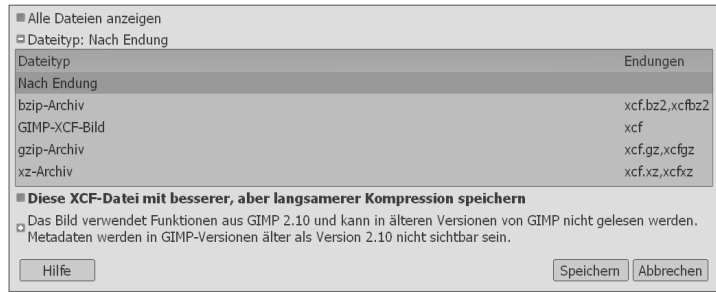 Alle Dateien anzeigen
Dateityp: Nach Endung
Dateityp Endungen
Nach Endung
bzip-Archiv xcf.bz2,xcfbz2
GIMP-XCF-Bild xcf
gzip-Archiv xcf.gz,xcfgz
xz-Archiv xcf.xz,xcfxz
Diese XCF-Datei mit besserer, aber langsamerer Kompression speichern
Das Bild verwendet Funktionen aus GIMP 2.10 und kann in älteren Versionen von GIMP nicht gelesen werden.
Metadaten werden in GIMP-Versionen älter als Version 2.10 nicht sichtbar sein.
Hilfe Speichern Abbrechen